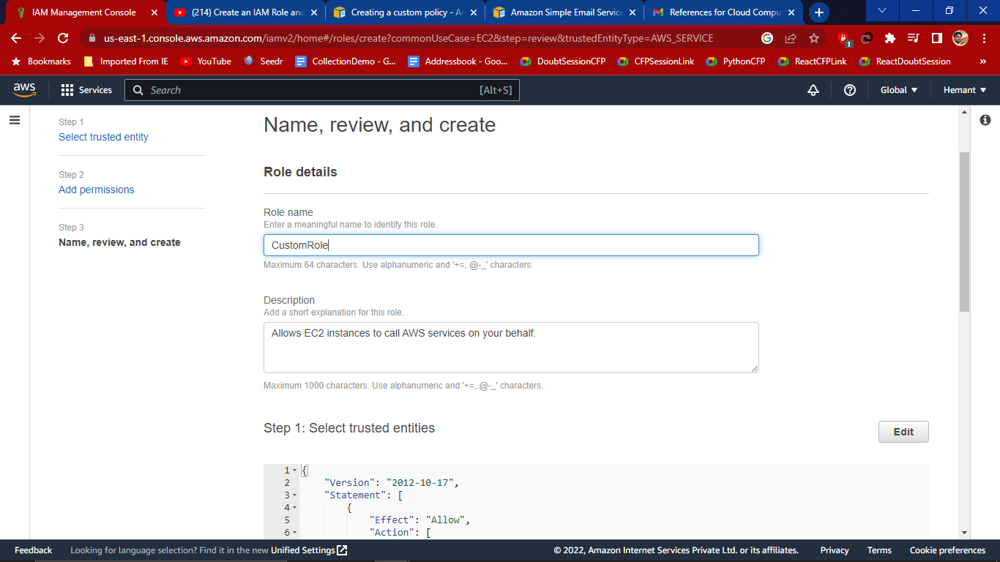 IAM Management Console
(214) Create an IAM Role and
Creating a custom policy - A
Amazon Simple Email Service
References for Cloud Compu
us-east-1.console.aws.amazon.com/iamv2/home#/roles/create?commonUseCase=EC2&step=review&trustedEntityType=AWS_SERVICE
1
Bookmarks
Imported From IE
YouTube
Seedr
CollectionDemo - G...
Addressbook - Goo...
DoubtSessionCFP
CFPSessionLink
PythonCFP
ReactCFPLink
ReactDoubtSession
»
aws
Services
Search
[Alt+S]
Global
Hemant
Step 1
Select trusted entity
Step 2
Add permissions
Step 3
Name, review, and create
Name, review, and create
Role details
Role name
Enter a meaningful name to identify this role.
CustomRole
Maximum 64 characters. Use alphanumeric and '+=,.@-_' characters.
Description
Add a short explanation for this role.
Allows EC2 instances to call AWS services on your behalf.
Maximum 1000 characters. Use alphanumeric and '+=,.@-_' characters.
Step 1: Select trusted entities
Edit
1 {
2 "Version": "2012-10-17",
3 "Statement": [
4 {
5 "Effect": "Allow",
6 "Action": [
Feedback
Looking for language selection? Find it in the new Unified Settings
© 2022, Amazon Internet Services Private Ltd. or its affiliates.
Privacy
Terms
Cookie preferences